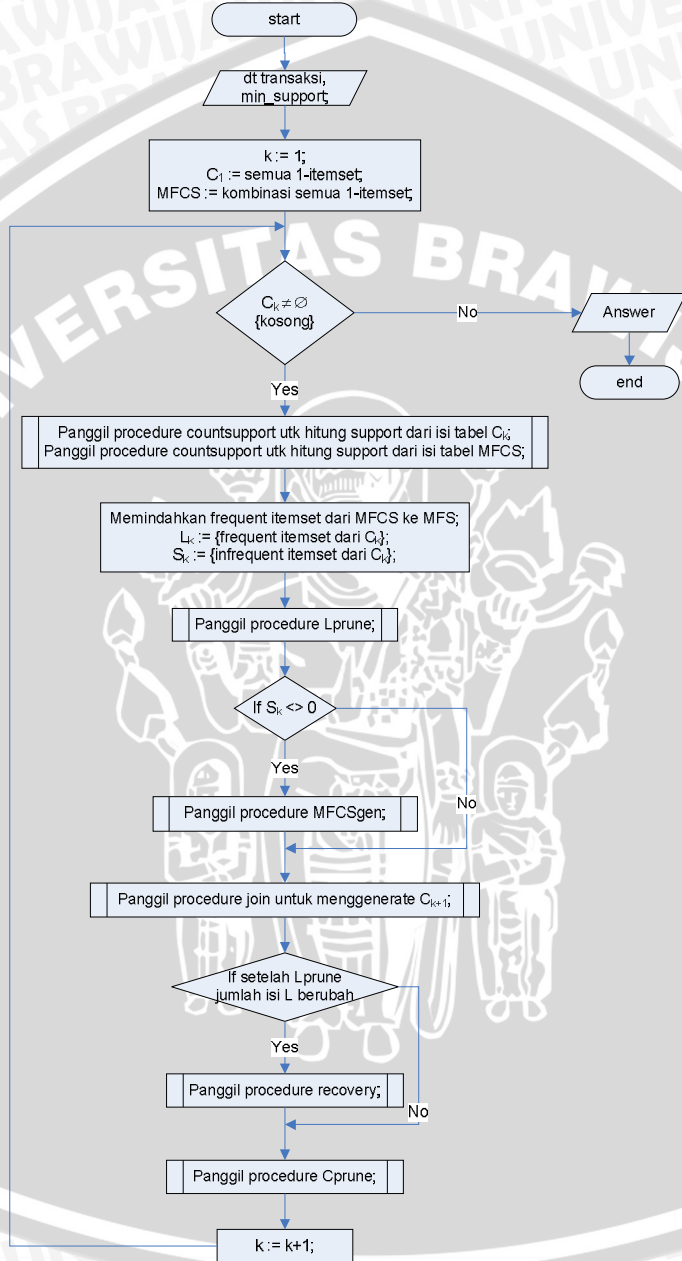 start
dt transaksi,
min_support;
k := 1;
C1 := semua 1-itemset;
MFCS := kombinasi semua 1-itemset;
UNIVERSITAS BRAWIJ
Ck ≠ ∅
{kosong}
No
Answer
end
Yes
Panggil procedure countsupport utk hitung support dari isi tabel Ck;
Panggil procedure countsupport utk hitung support dari isi tabel MFCS;
Memindahkan frequent itemset dari MFCS ke MFS;
Lk := {frequent itemset dari Ck};
Sk := {infrequent itemset dari Ck};
Panggil procedure Lprune;
If Sk <> 0
Yes
No
Panggil procedure MFCSgen;
Panggil procedure join untuk menggenerate Ck+1;
If setelah Lprune
jumlah isi L berubah
Yes
Panggil procedure recovery;
No
Panggil procedure Cprune;
k := k+1;